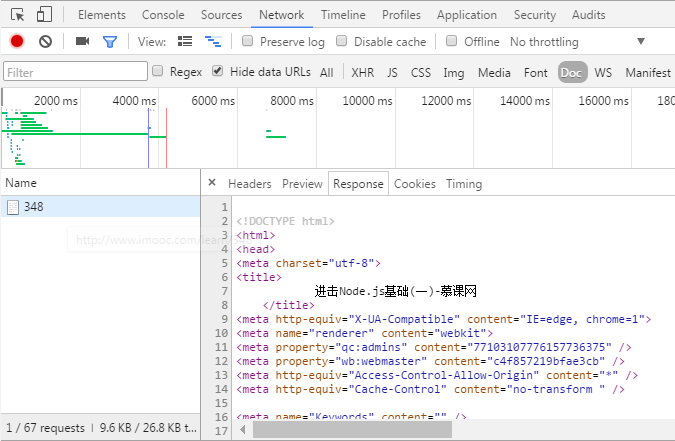 Elements Console Sources Network Timeline Profiles Application Security Audits
View: Preserve log Disable cache Offline No throttling
Filter Regex Hide data URLs All XHR JS CSS Img Media Font Doc WS Manifest
2000 ms 4000 ms 6000 ms 8000 ms 10000 ms 12000 ms 14000 ms 16000 ms 180
Name × Headers Preview Response Cookies Timing
348
http://www.imooc.com/learn
1
2 <!DOCTYPE html>
3 <html>
4 <head>
5 <meta charset="utf-8">
6 <title>
7 进击Node.js基础(一)-慕课网
8 </title>
9 <meta http-equiv="X-UA-Compatible" content="IE=edge, chrome=1">
10 <meta name="renderer" content="webkit">
11 <meta property="qc:admins" content="77103107776157736375" />
12 <meta property="wb:webmaster" content="c4f857219bfae3cb" />
13 <meta http-equiv="Access-Control-Allow-Origin" content="*" />
14 <meta http-equiv="Cache-Control" content="no-transform " />
15
16 <meta name="Keywords" content="" />
17
1 / 67 requests | 9.6 KB / 26.8 KB t...